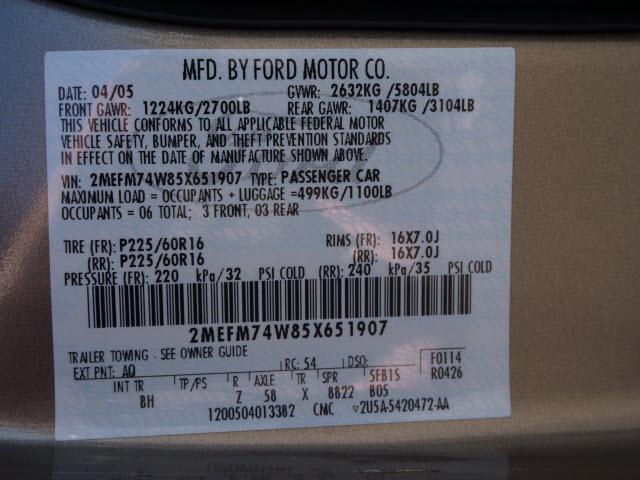 MFD. BY FORD MOTOR CO.
DATE: 04/05 GVWR: 2632KG /5804LB
FRONT GAWR: 1224KG/2700LB REAR GAWR: 1407KG /3104LB
THIS VEHICLE CONFORMS TO ALL APPLICABLE FEDERAL MOTOR
VEHICLE SAFETY, BUMPER, AND THEFT PREVENTION STANDARDS
IN EFFECT ON THE DATE OF MANUFACTURE SHOWN ABOVE.
VIN: 2MEFM74W85X651907 TYPE: PASSENGER CAR
MAXIMUM LOAD = OCCUPANTS + LUGGAGE =499KG/1100LB
OCCUPANTS = 06 TOTAL; 3 FRONT, 03 REAR
TIRE (FR): P225/60R16 RIMS (FR): 16X7.0J
(RR): P225/60R16 (RR): 16X7.0J
PRESSURE (FR): 220 kPa/32 PSI COLD (RR): 240 kPa/35 PSI COLD
2MEFM74W85X651907
TRAILER TOWING - SEE OWNER GUIDE
EXT PNT: AQ RC: 54 DSO: F0114
R0426
INT TR TP/PS R AXLE TR SPR 5FB15
BH Z 58 X 8822 B05
1200504013382 CMC 2U5A-5420472-AA